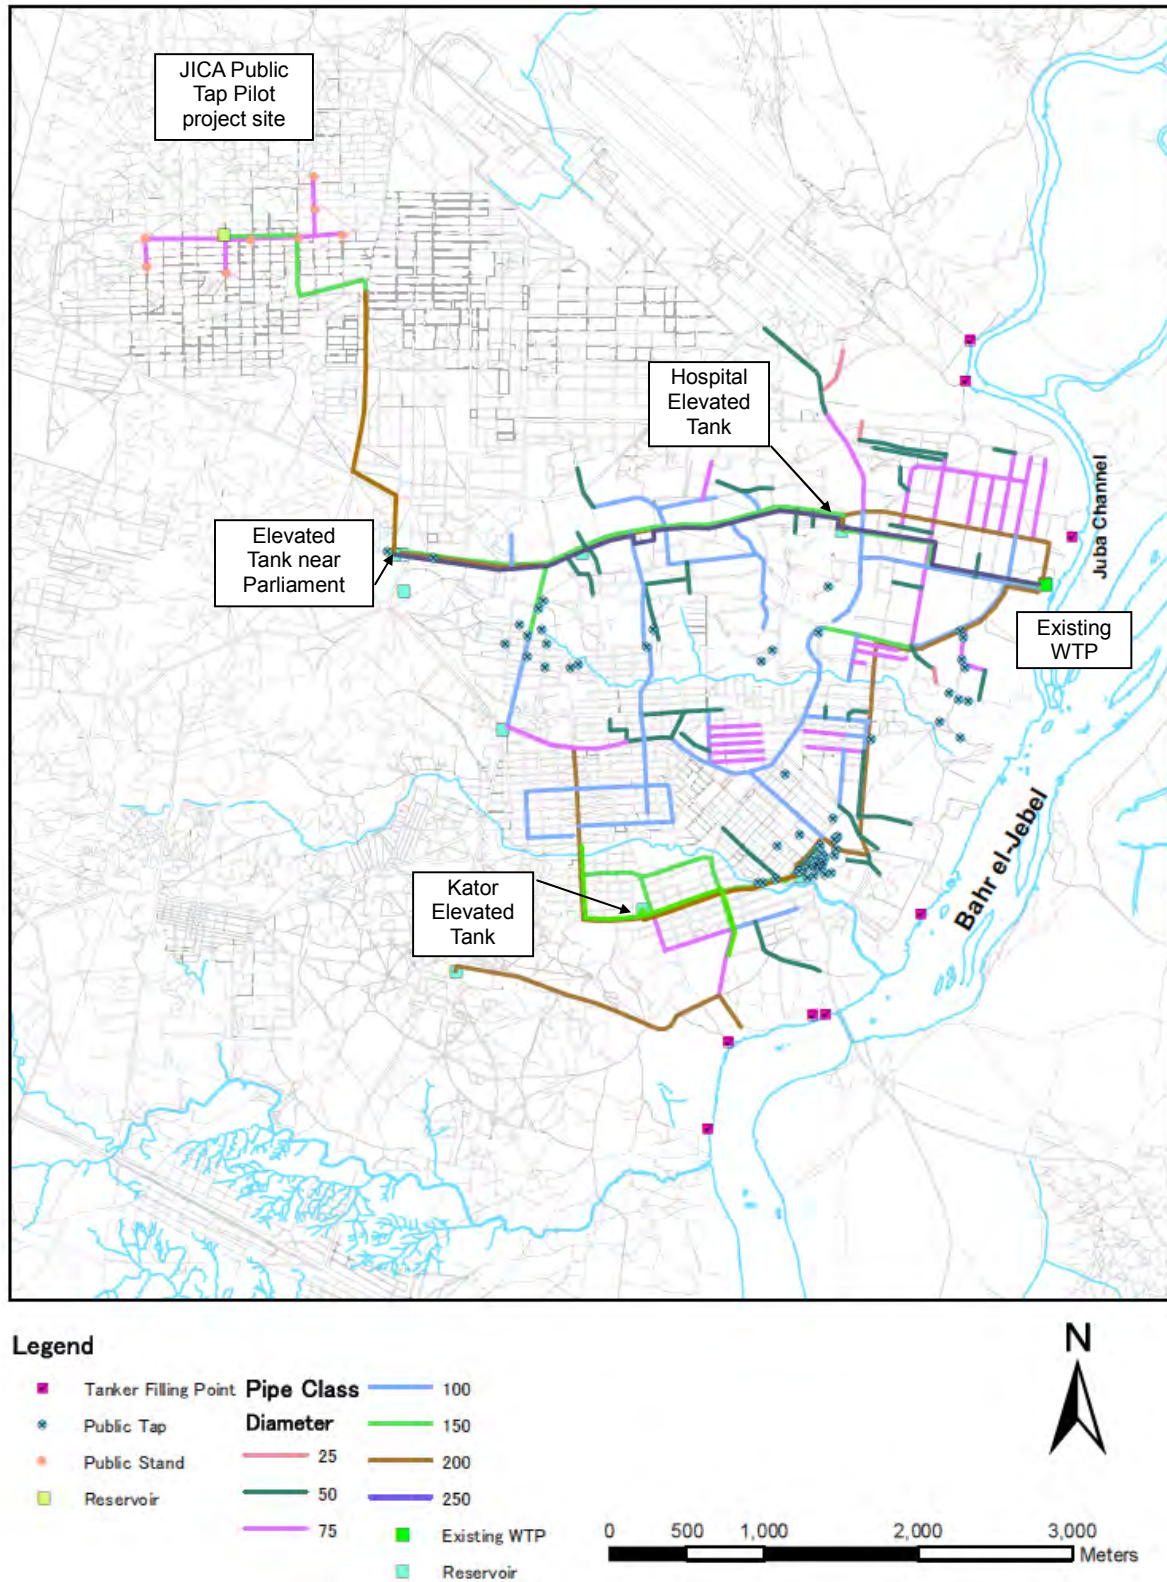 JICA Public
Tap Pilot
project site
Hospital
Elevated
Tank
Juba Channel
Elevated
Tank near
Parliament
Existing
WTP
Bahr el-Jebel
Kator
Elevated
Tank
Legend
Tanker Filling Point
Public Tap
Public Stand
Reservoir
Pipe Class
Diameter
25
50
75
100
150
200
250
Existing WTP
Reservoir
N
0 500 1,000 2,000 3,000
Meters